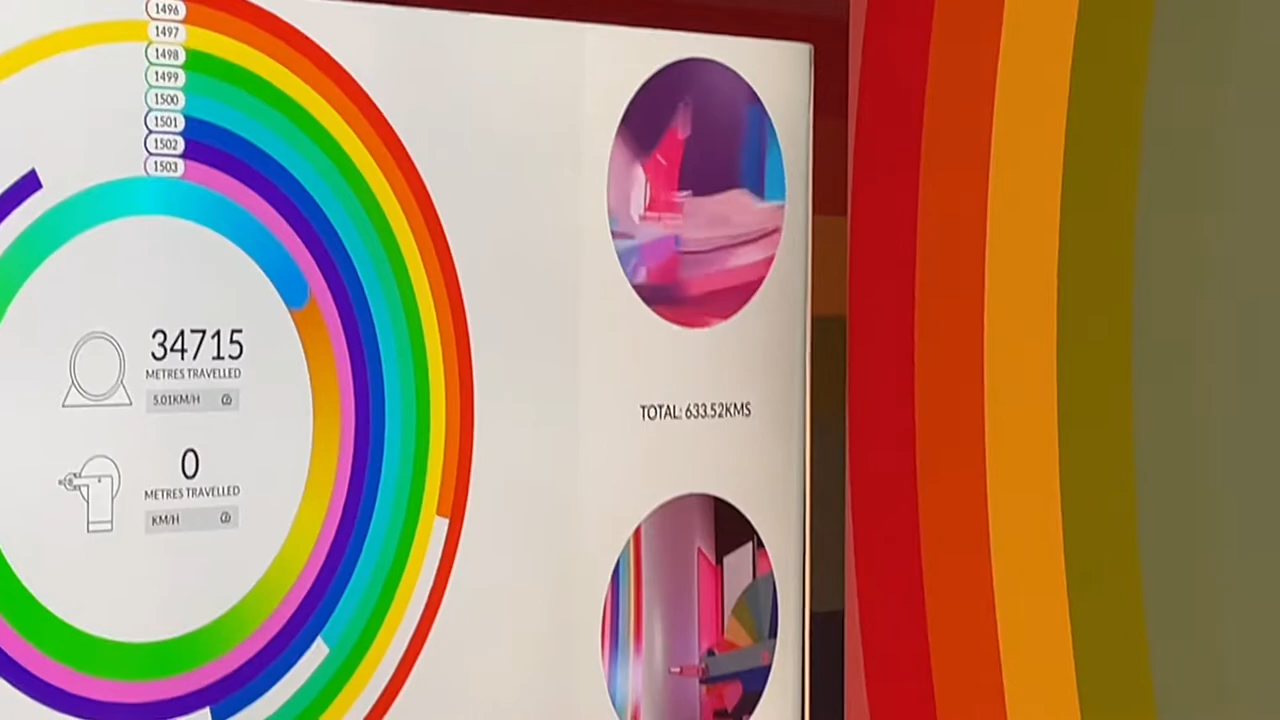 1496
1497
1498
1499
1500
1501
1502
1503
34715
METRES TRAVELLED
5.01KM/H
0
METRES TRAVELLED
KM/H
TOTAL: 633.52KMS